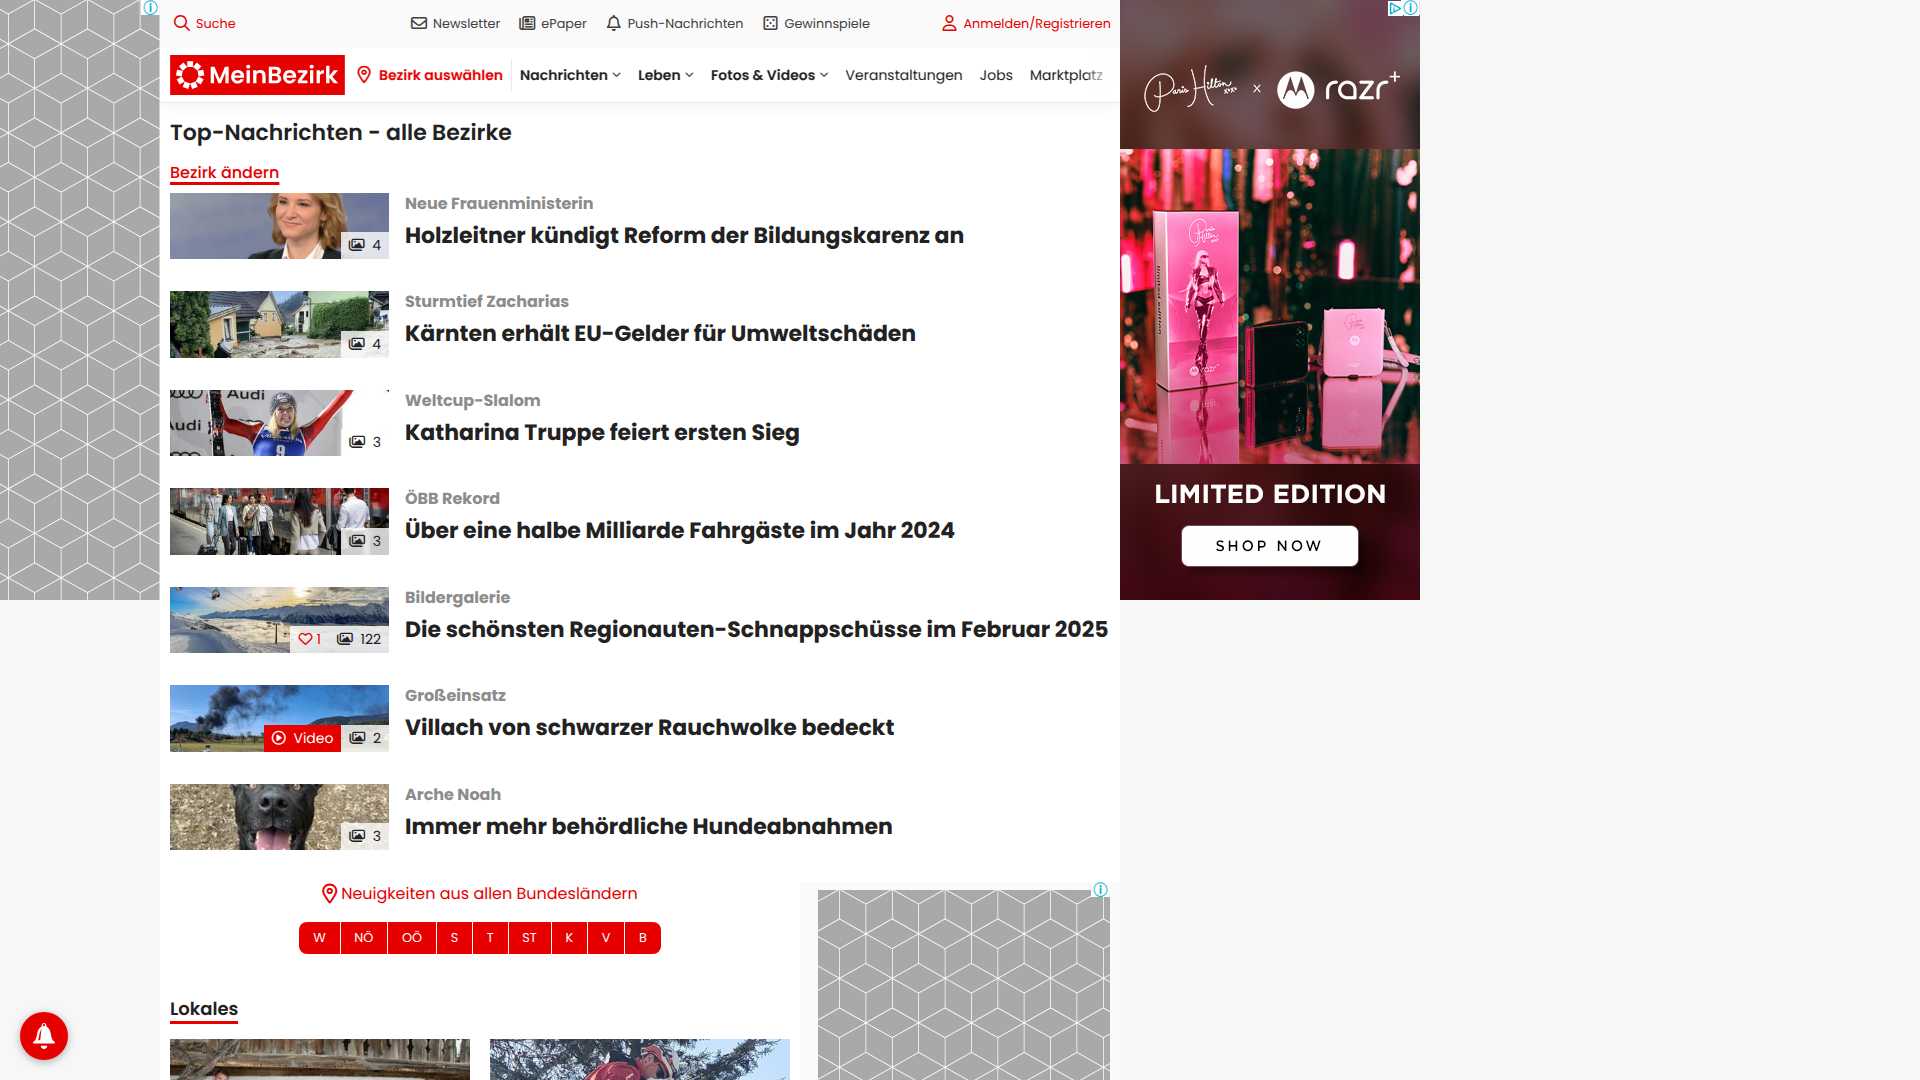 Suche
Newsletter
ePaper
Push-Nachrichten
Gewinnspiele
Anmelden/Registrieren
MeinBezirk
Bezirk auswählen
Nachrichten
Leben
Fotos & Videos
Veranstaltungen
Jobs
Marktplatz
Top-Nachrichten - alle Bezirke
Bezirk ändern
Neue Frauenministerin
Holzleitner kündigt Reform der Bildungskarenz an
4
Sturmtief Zacharias
Kärnten erhält EU-Gelder für Umweltschäden
4
Weltcup-Slalom
Katharina Truppe feiert ersten Sieg
Audi
Audi
9
3
ÖBB Rekord
Über eine halbe Milliarde Fahrgäste im Jahr 2024
3
Bildergalerie
Die schönsten Regionauten-Schnappschüsse im Februar 2025
1
122
Großeinsatz
Villach von schwarzer Rauchwolke bedeckt
Video
2
Arche Noah
Immer mehr behördliche Hundeabnahmen
3
Neuigkeiten aus allen Bundesländern
W NÖ OÖ S T ST K V B
Lokales
Paris Hilton x razr+
razr
LIMITED EDITION
SHOP NOW